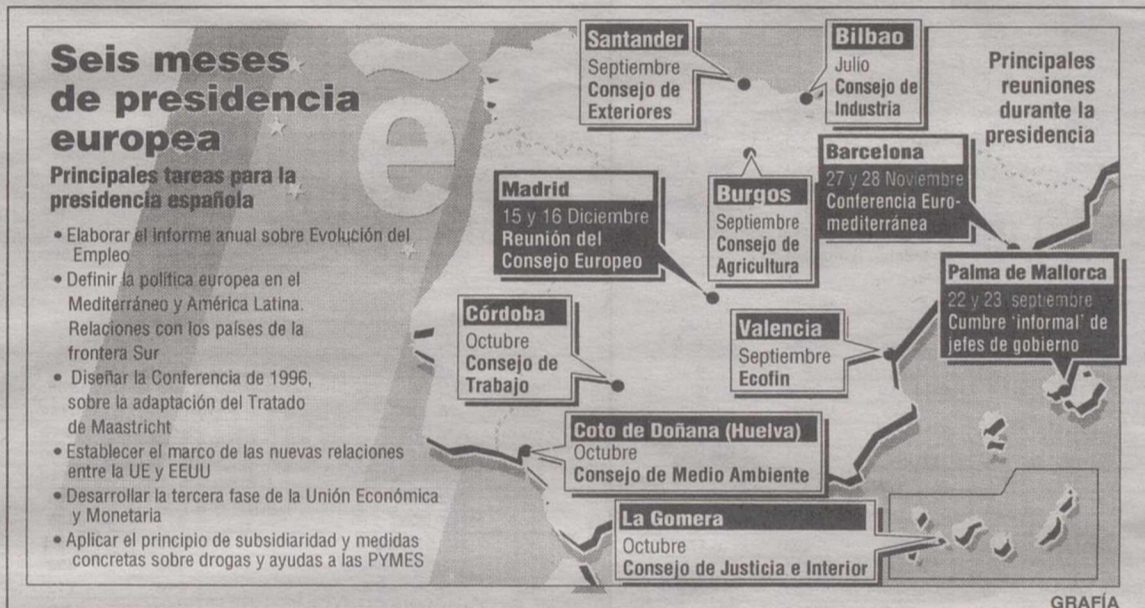 Seis meses
de presidencia
europea
Principales tareas para la
presidencia española
• Elaborar el informe anual sobre Evolución del
Empleo
• Definir la política europea en el
Mediterráneo y América Latina.
Relaciones con los países de la
frontera Sur
• Diseñar la Conferencia de 1996,
sobre la adaptación del Tratado
de Maastricht
• Establecer el marco de las nuevas relaciones
entre la UE y EEUU
• Desarrollar la tercera fase de la Unión Económica
y Monetaria
• Aplicar el principio de subsidiaridad y medidas
concretas sobre drogas y ayudas a las PYMES
ẽ
Principales
reuniones
durante la
presidencia
Santander
Septiembre
Consejo de
Exteriores
Bilbao
Julio
Consejo de
Industria
Madrid
15 y 16 Diciembre
Reunión del
Consejo Europeo
Burgos
Septiembre
Consejo de
Agricultura
Barcelona
27 y 28 Noviembre
Conferencia Euro-
mediterránea
Palma de Mallorca
22 y 23 septiembre
Cumbre 'informal' de
jefes de gobierno
Córdoba
Octubre
Consejo de
Trabajo
Valencia
Septiembre
Ecofin
Coto de Doñana (Huelva)
Octubre
Consejo de Medio Ambiente
La Gomera
Octubre
Consejo de Justicia e Interior
GRAFÍA